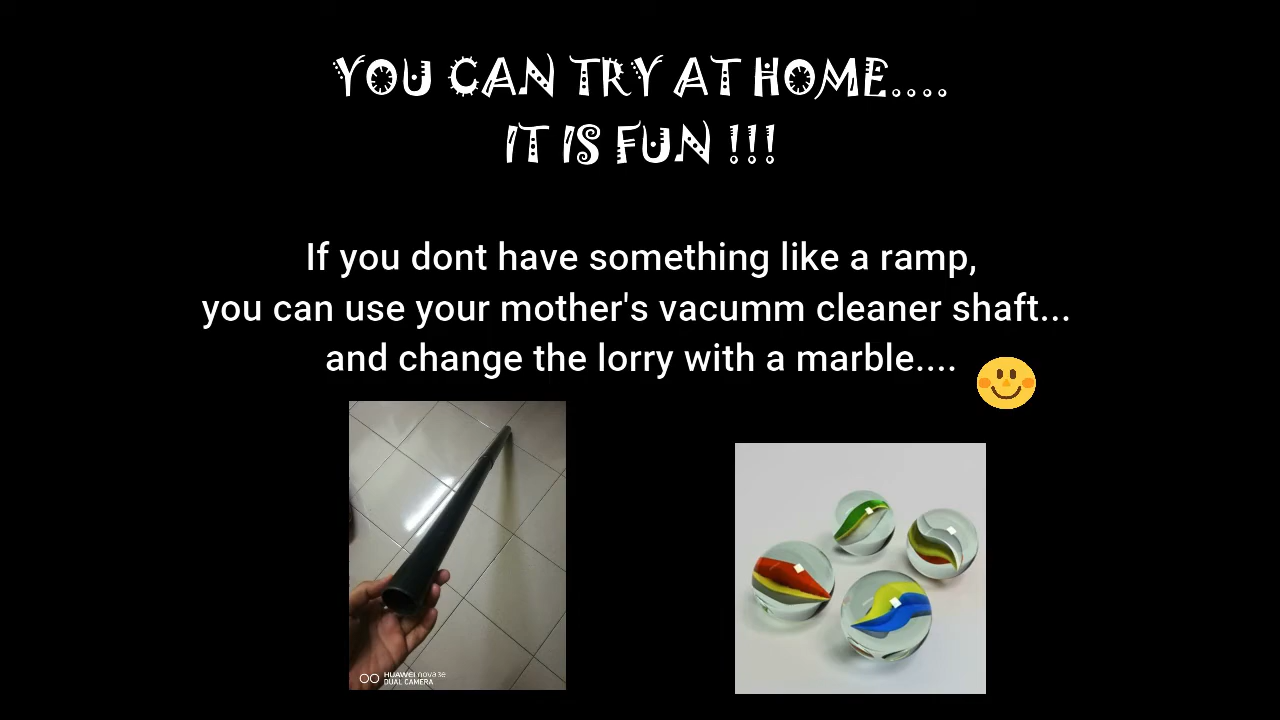 YOU CAN TRY AT HOME....
IT IS FUN !!!
If you dont have something like a ramp,
you can use your mother's vacumm cleaner shaft...
and change the lorry with a marble....
HUAWEI nova 3e
DUAL CAMERA